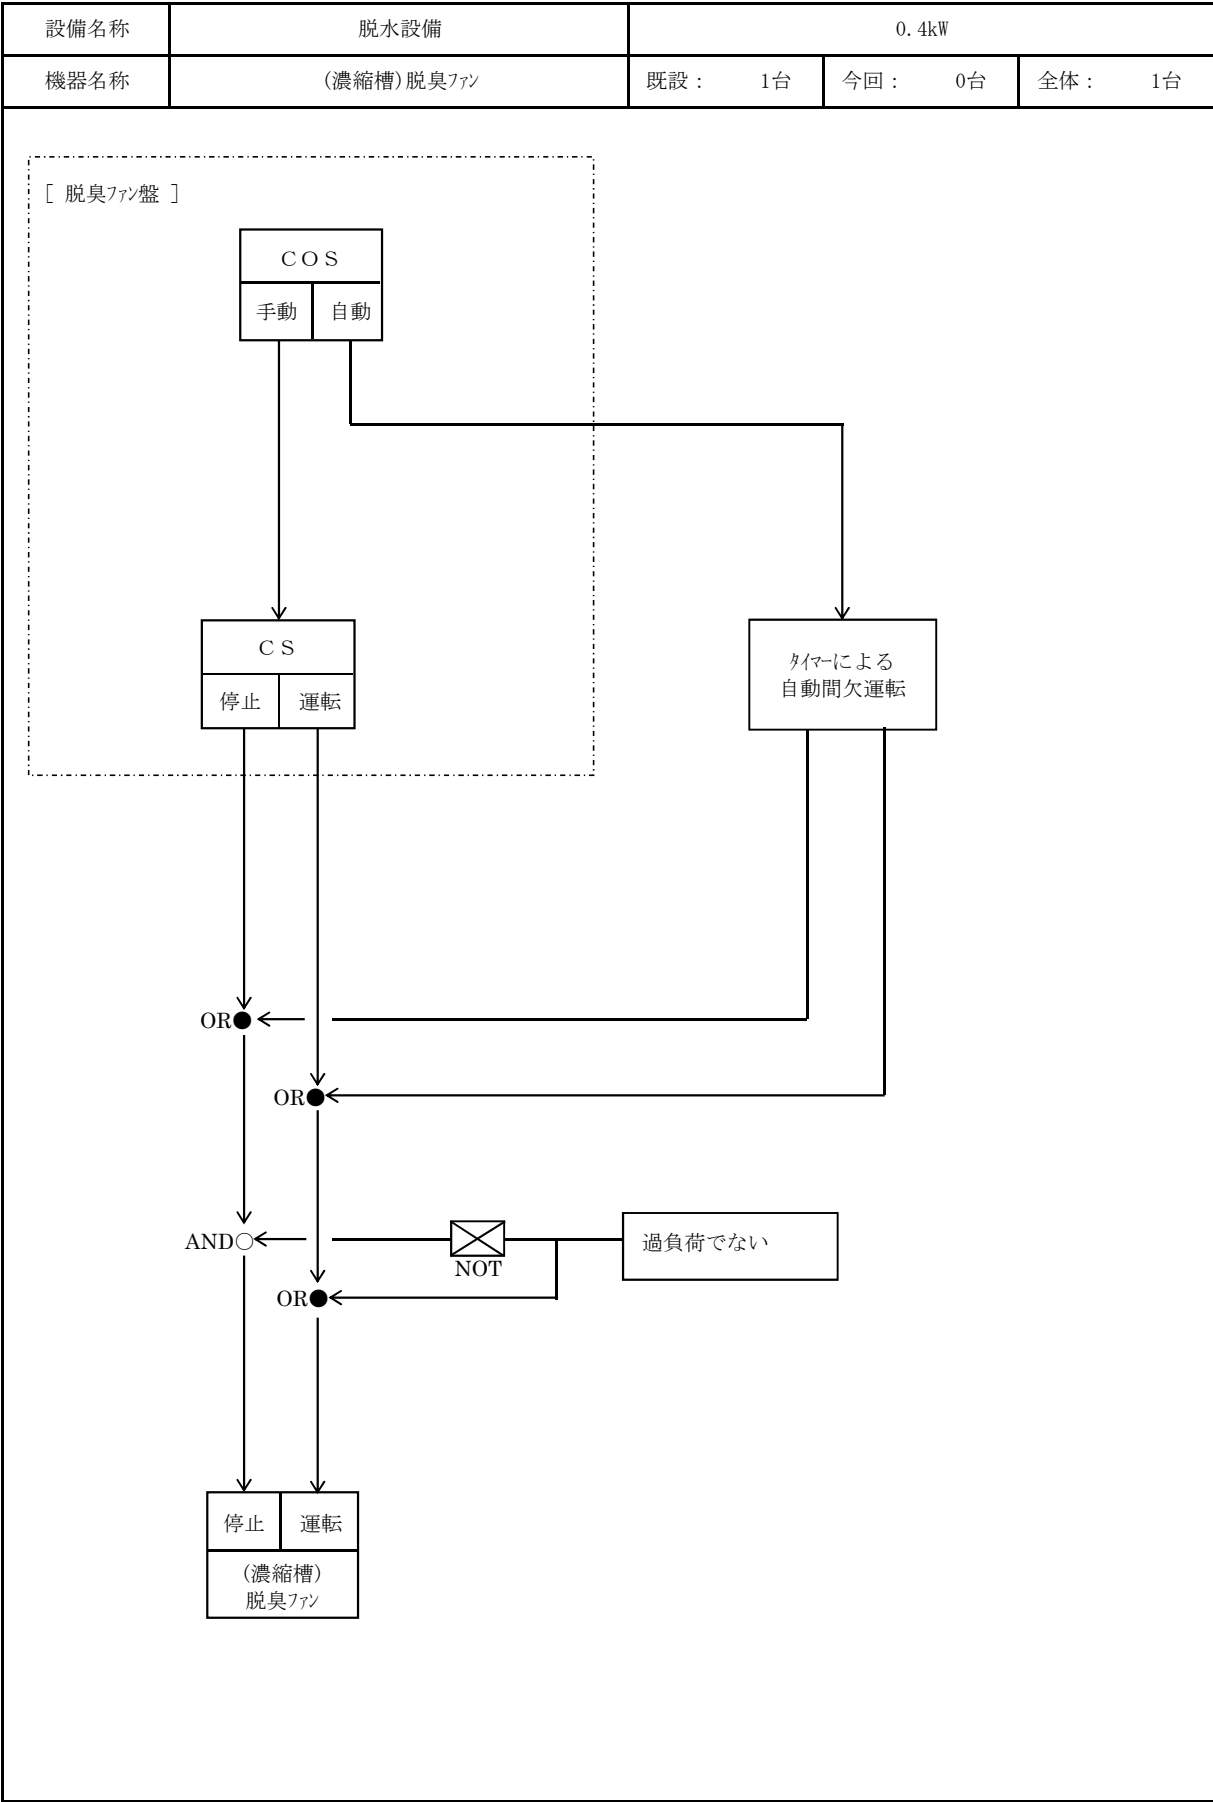 設備名称 脱水設備 0.4kW
機器名称 (濃縮槽)脱臭ﾌｧﾝ 既設: 1台 今回: 0台 全体: 1台
[ 脱臭ﾌｧﾝ盤 ]
ＣＯＳ
手動 自動
ＣＳ
停止 運転
ﾀｲﾏｰによる
自動間欠運転
OR●
OR●
AND○
NOT
過負荷でない
OR●
停止 運転
(濃縮槽)
脱臭ﾌｧﾝ